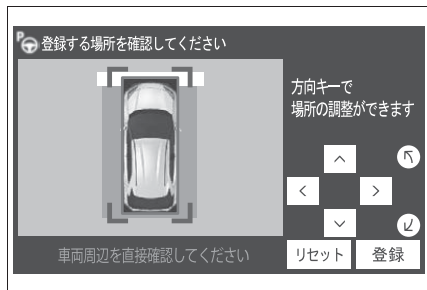 P
登録する場所を確認してください
方向キーで
場所の調整ができます
車両周辺を直接確認してください
リセット
登録